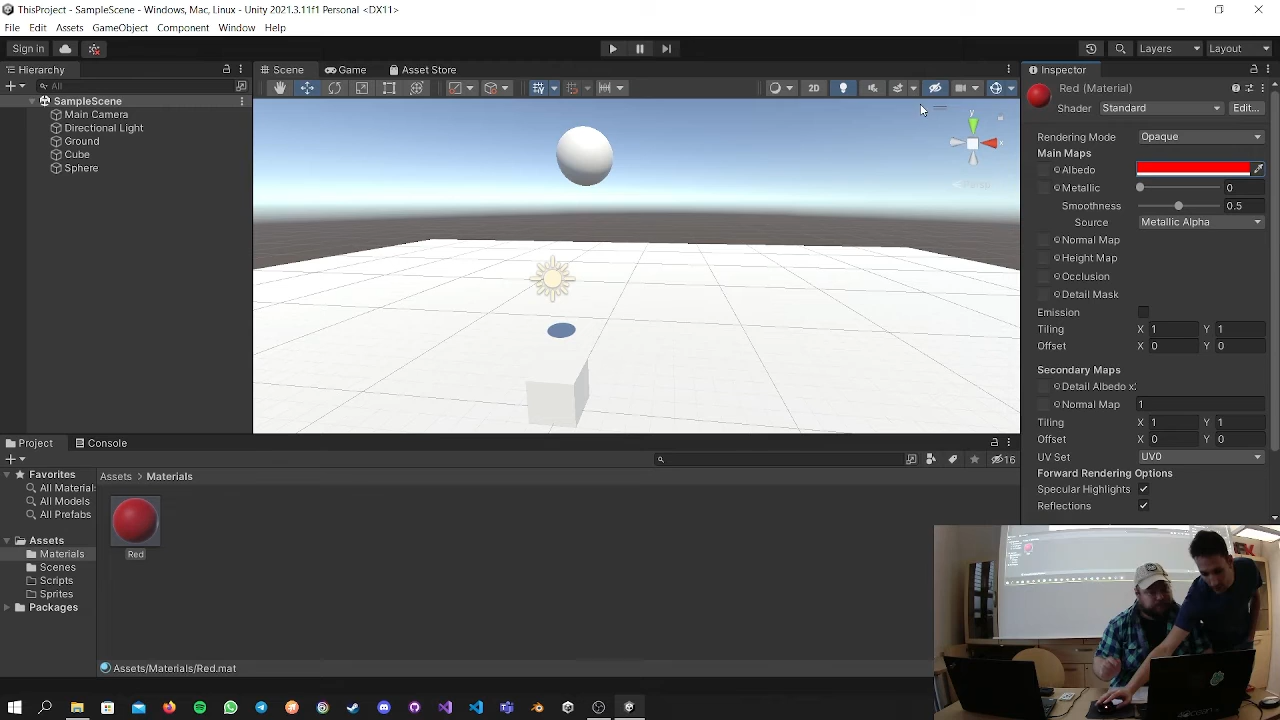 ThisProject - SampleScene - Windows, Mac, Linux - Unity 2021.3.11f1 Personal <DX11>
File Edit Assets GameObject Component Window Help
Sign in
Layers
Layout
Hierarchy
All
SampleScene
Main Camera
Directional Light
Ground
Cube
Sphere
Scene
Game
Asset Store
2D
y
x
Persp
Inspector
Red (Material)
Shader Standard Edit...
Rendering Mode Opaque
Main Maps
Albedo
Metallic 0
Smoothness 0.5
Source Metallic Alpha
Normal Map
Height Map
Occlusion
Detail Mask
Emission
Tiling X 1 Y 1
Offset X 0 Y 0
Secondary Maps
Detail Albedo x:
Normal Map 1
Tiling X 1 Y 1
Offset X 0 Y 0
UV Set UV0
Forward Rendering Options
Specular Highlights
Reflections
Project
Console
16
Favorites
All Material
All Models
All Prefabs
Assets
Materials
Scenes
Scripts
Sprites
Packages
Assets > Materials
Red
Assets/Materials/Red.mat